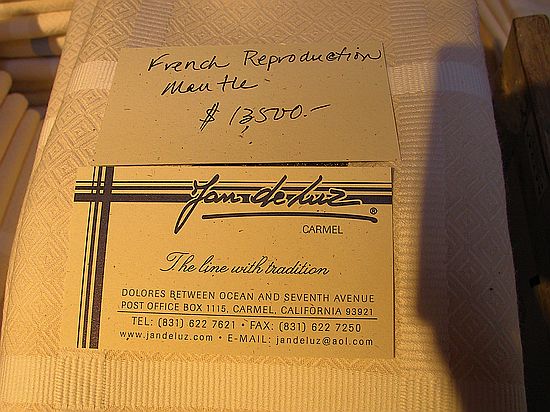 French Reproduction
Mantle
$ 13,500.-
Jan-de-Luz ®
CARMEL
The line with tradition
DOLORES BETWEEN OCEAN AND SEVENTH AVENUE
POST OFFICE BOX 1115, CARMEL, CALIFORNIA 93921
TEL: (831) 622 7621 • FAX: (831) 622 7250
www.jandeluz.com • E-MAIL: jandeluz@aol.com